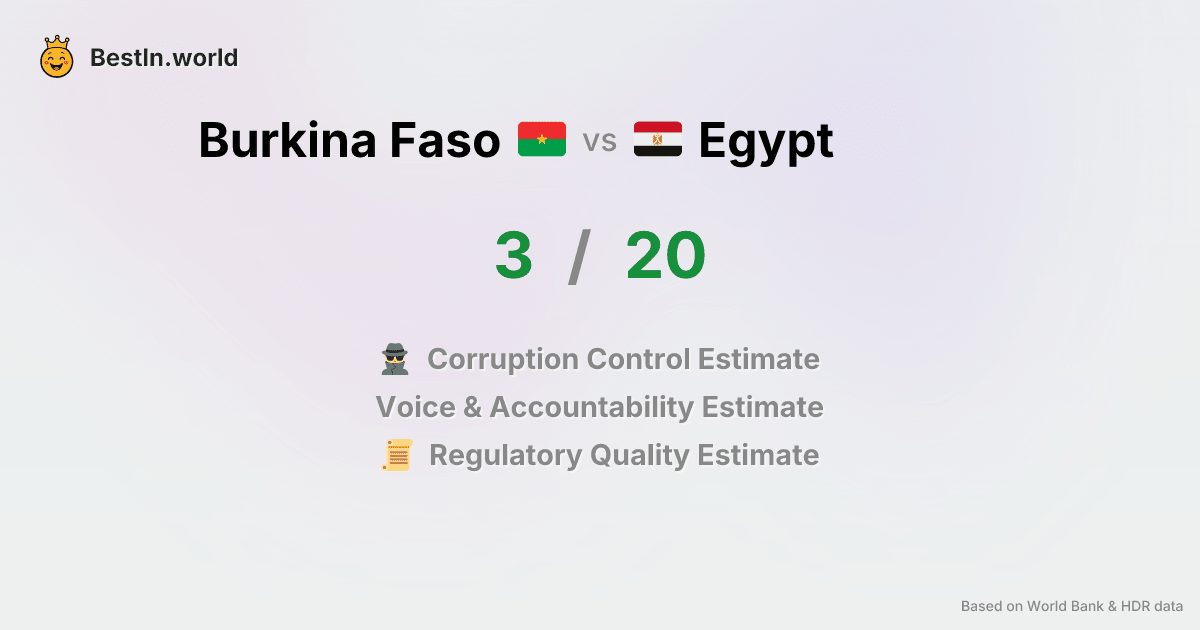 BestIn.world
Burkina Faso vs Egypt
3 / 20
Corruption Control Estimate
Voice & Accountability Estimate
Regulatory Quality Estimate
Based on World Bank & HDR data